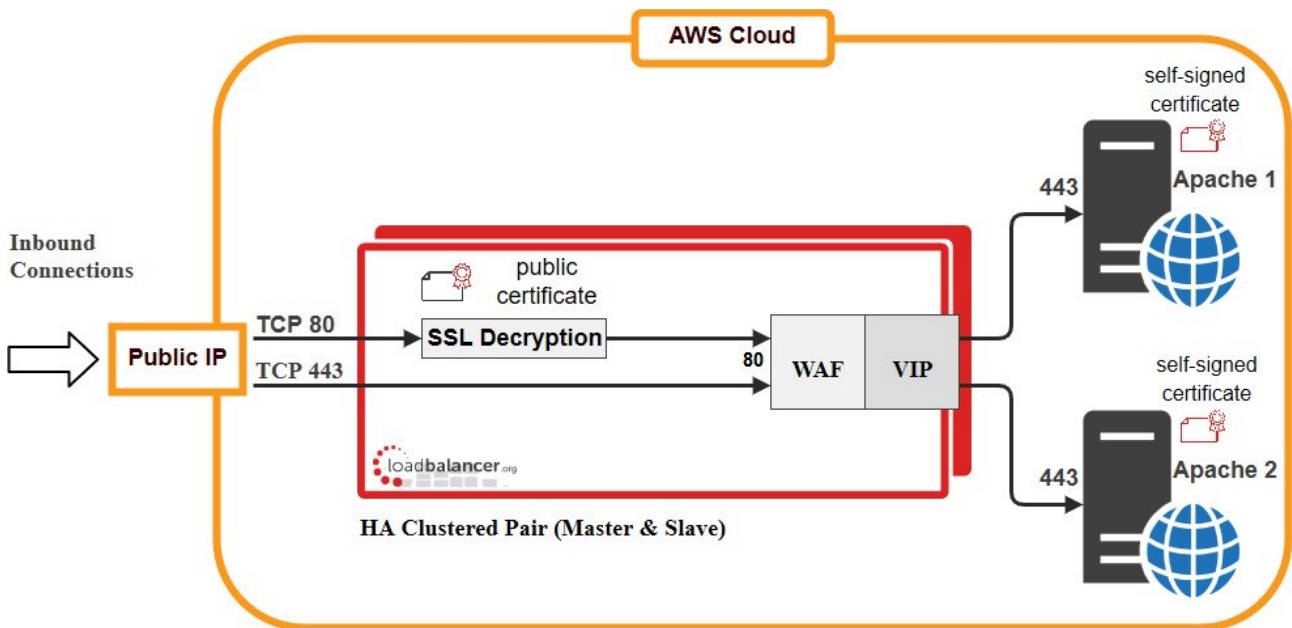 AWS Cloud
self-signed
certificate
443
Apache 1
Inbound
Connections
public
certificate
TCP 80
SSL Decryption
Public IP
TCP 443
80
WAF
VIP
self-signed
certificate
443
Apache 2
loadbalancer.org
HA Clustered Pair (Master & Slave)